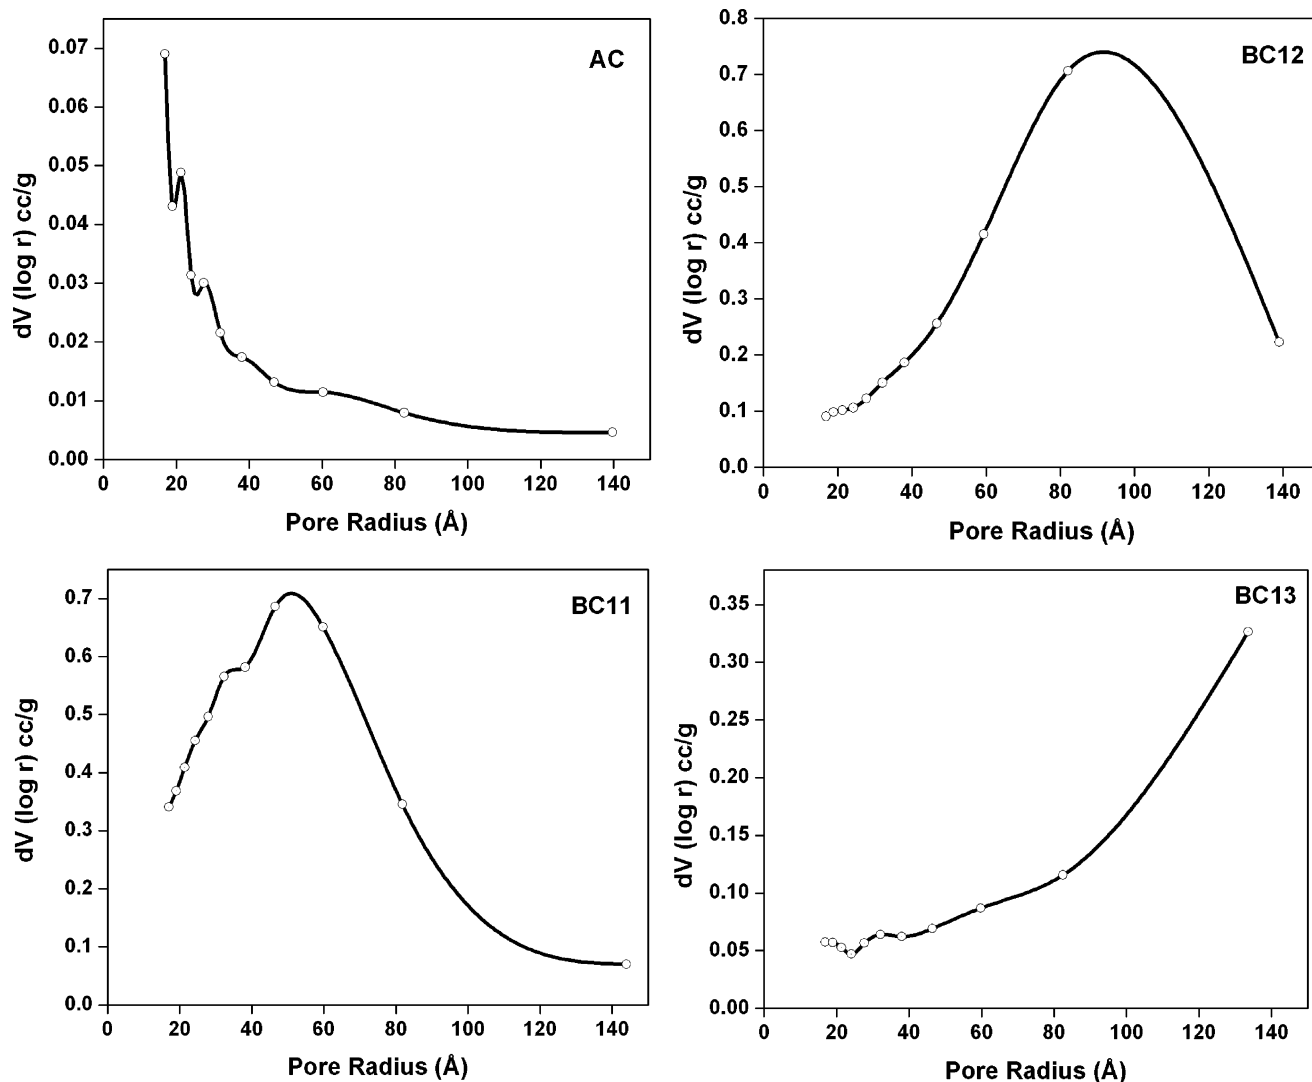 AC
0.07
0.06
0.05
0.04
0.03
0.02
0.01
0.00
dV (log r) cc/g
0 20 40 60 80 100 120 140
Pore Radius (Å)
BC12
0.8
0.7
0.6
0.5
0.4
0.3
0.2
0.1
0.0
dV (log r) cc/g
0 20 40 60 80 100 120 140
Pore Radius (Å)
BC11
0.7
0.6
0.5
0.4
0.3
0.2
0.1
0.0
dV (log r) cc/g
0 20 40 60 80 100 120 140
Pore Radius (Å)
BC13
0.35
0.30
0.25
0.20
0.15
0.10
0.05
0.00
dV (log r) cc/g
0 20 40 60 80 100 120 140
Pore Radius (Å)